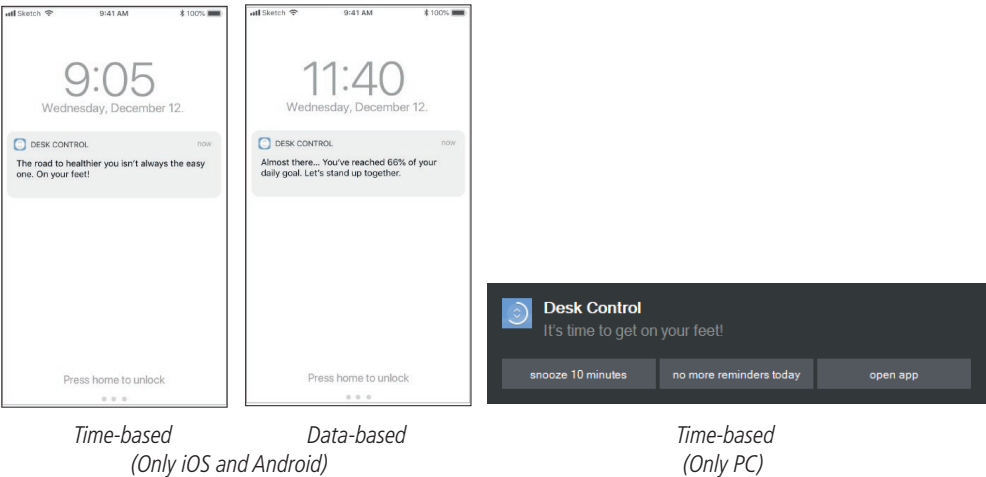 Sketch 9:41 AM 100%
9:05
Wednesday, December 12.
DESK CONTROL now
The road to healthier you isn't always the easy
one. On your feet!
Press home to unlock
Sketch 9:41 AM 100%
11:40
Wednesday, December 12.
DESK CONTROL now
Almost there... You've reached 66% of your
daily goal. Let's stand up together.
Press home to unlock
Desk Control
It's time to get on your feet!
snooze 10 minutes no more reminders today open app
Time-based Data-based
(Only iOS and Android)
Time-based
(Only PC)